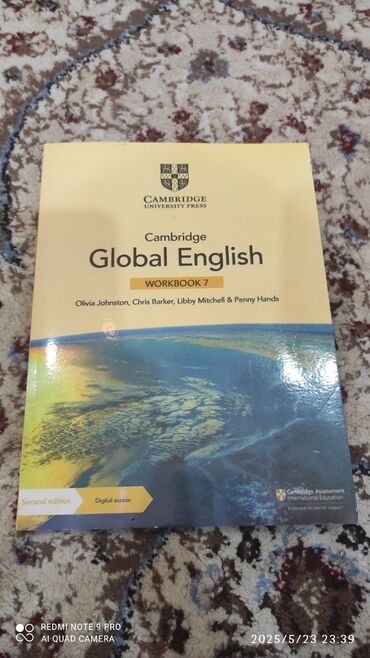 CAMBRIDGE
UNIVERSITY PRESS
Cambridge
Global English
WORKBOOK 7
Olivia Johnston, Chris Barker, Libby Mitchell & Penny Hands
Second edition
Digital access
Cambridge Assessment
International Education
Endorsed for learner support
REDMI NOTE 9 PRO
AI QUAD CAMERA
2025/5/23 23:39